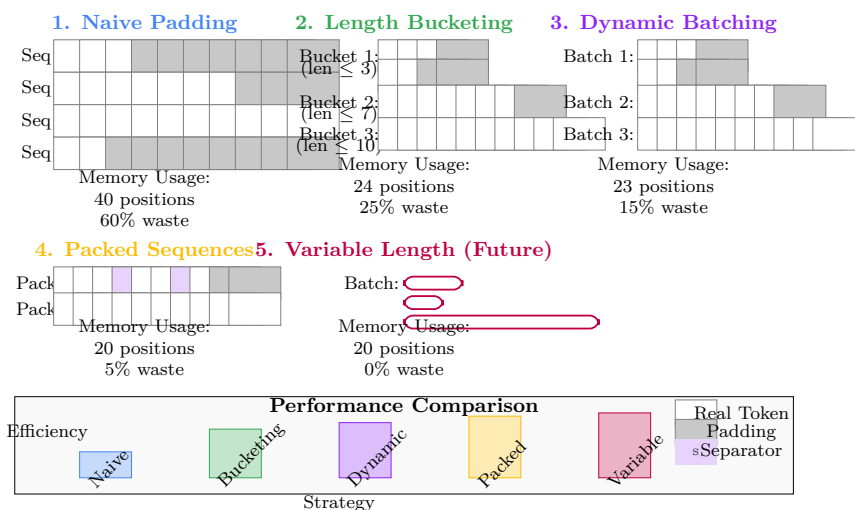 1. Naive Padding
Seq
Seq
Seq
Seq
Memory Usage:
40 positions
60% waste
2. Length Bucketing
Bucket 1:
(len ≤ 3)
Bucket 2:
(len ≤ 7)
Bucket 3:
(len ≤ 10)
Memory Usage:
24 positions
25% waste
3. Dynamic Batching
Batch 1:
Batch 2:
Batch 3:
Memory Usage:
23 positions
15% waste
4. Packed Sequences
Pack
Pack
Memory Usage:
20 positions
5% waste
5. Variable Length (Future)
Batch:
Memory Usage:
20 positions
0% waste
Performance Comparison
Efficiency
Naive
Bucketing
Dynamic
Packed
Variable
Real Token
Padding
s Separator
Strategy